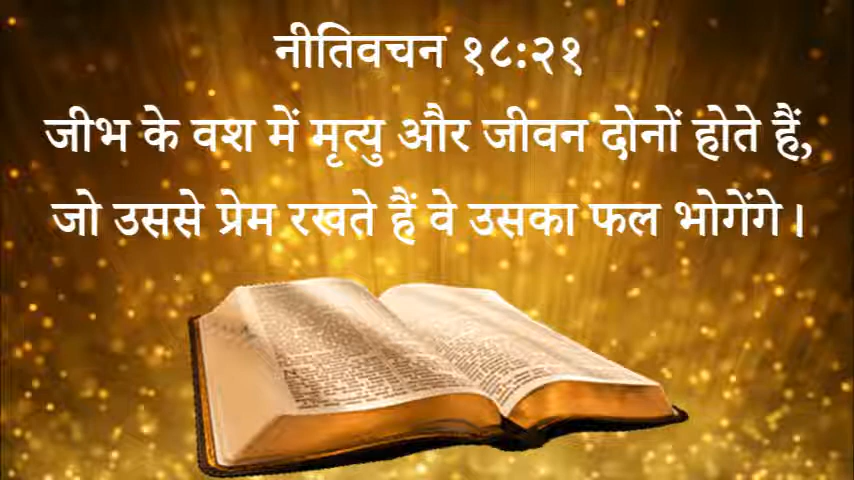 नीतिवचन १८:२१
जीभ के वश में मृत्यु और जीवन दोनों होते हैं,
जो उससे प्रेम रखते हैं वे उसका फल भोगेंगे।